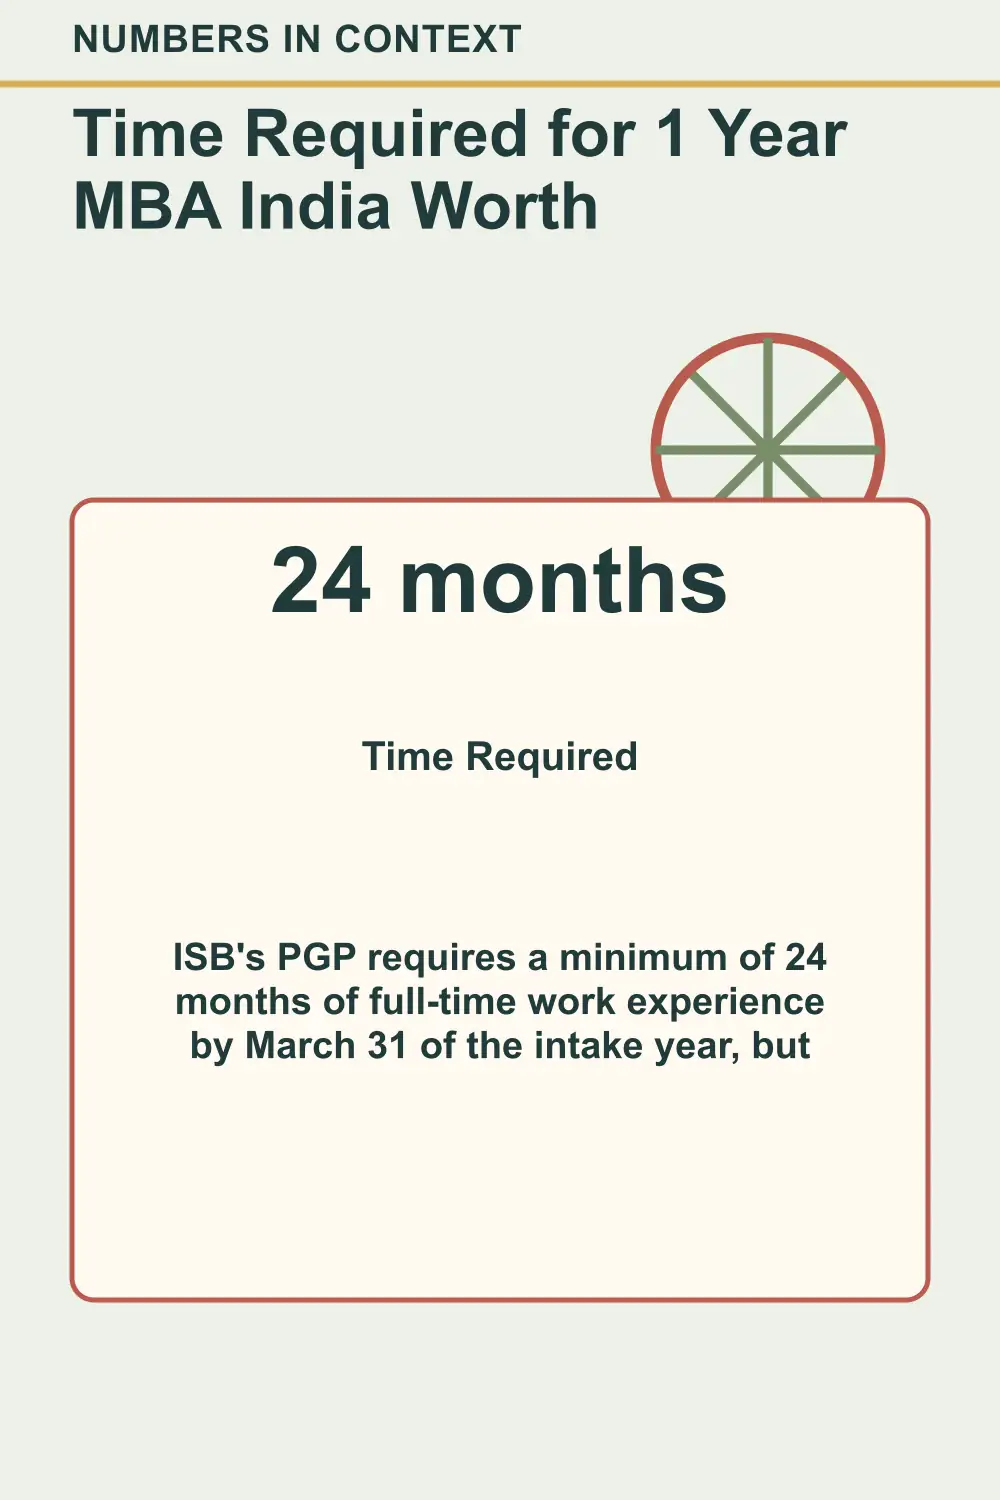 NUMBERS IN CONTEXT
Time Required for 1 Year
MBA India Worth
24 months
Time Required
ISB's PGP requires a minimum of 24
months of full-time work experience
by March 31 of the intake year, but